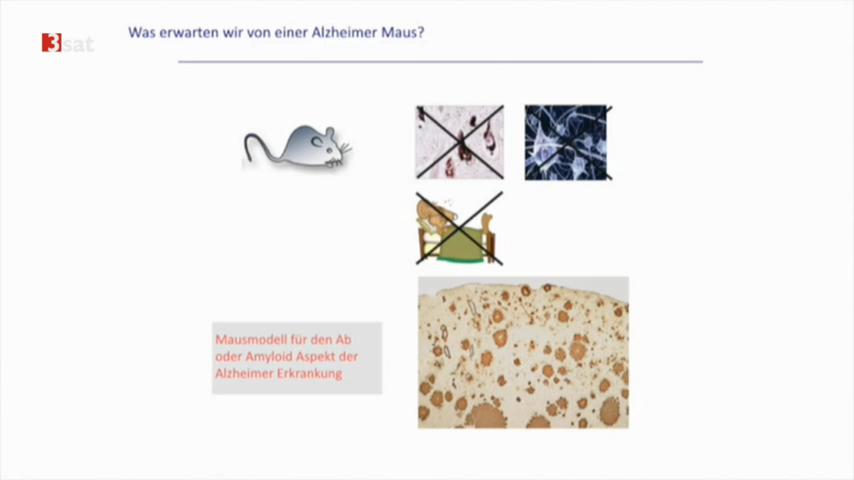 Was erwarten wir von einer Alzheimer Maus?
3sat
Mausmodell für den Ab
oder Amyloid Aspekt der
Alzheimer Erkrankung